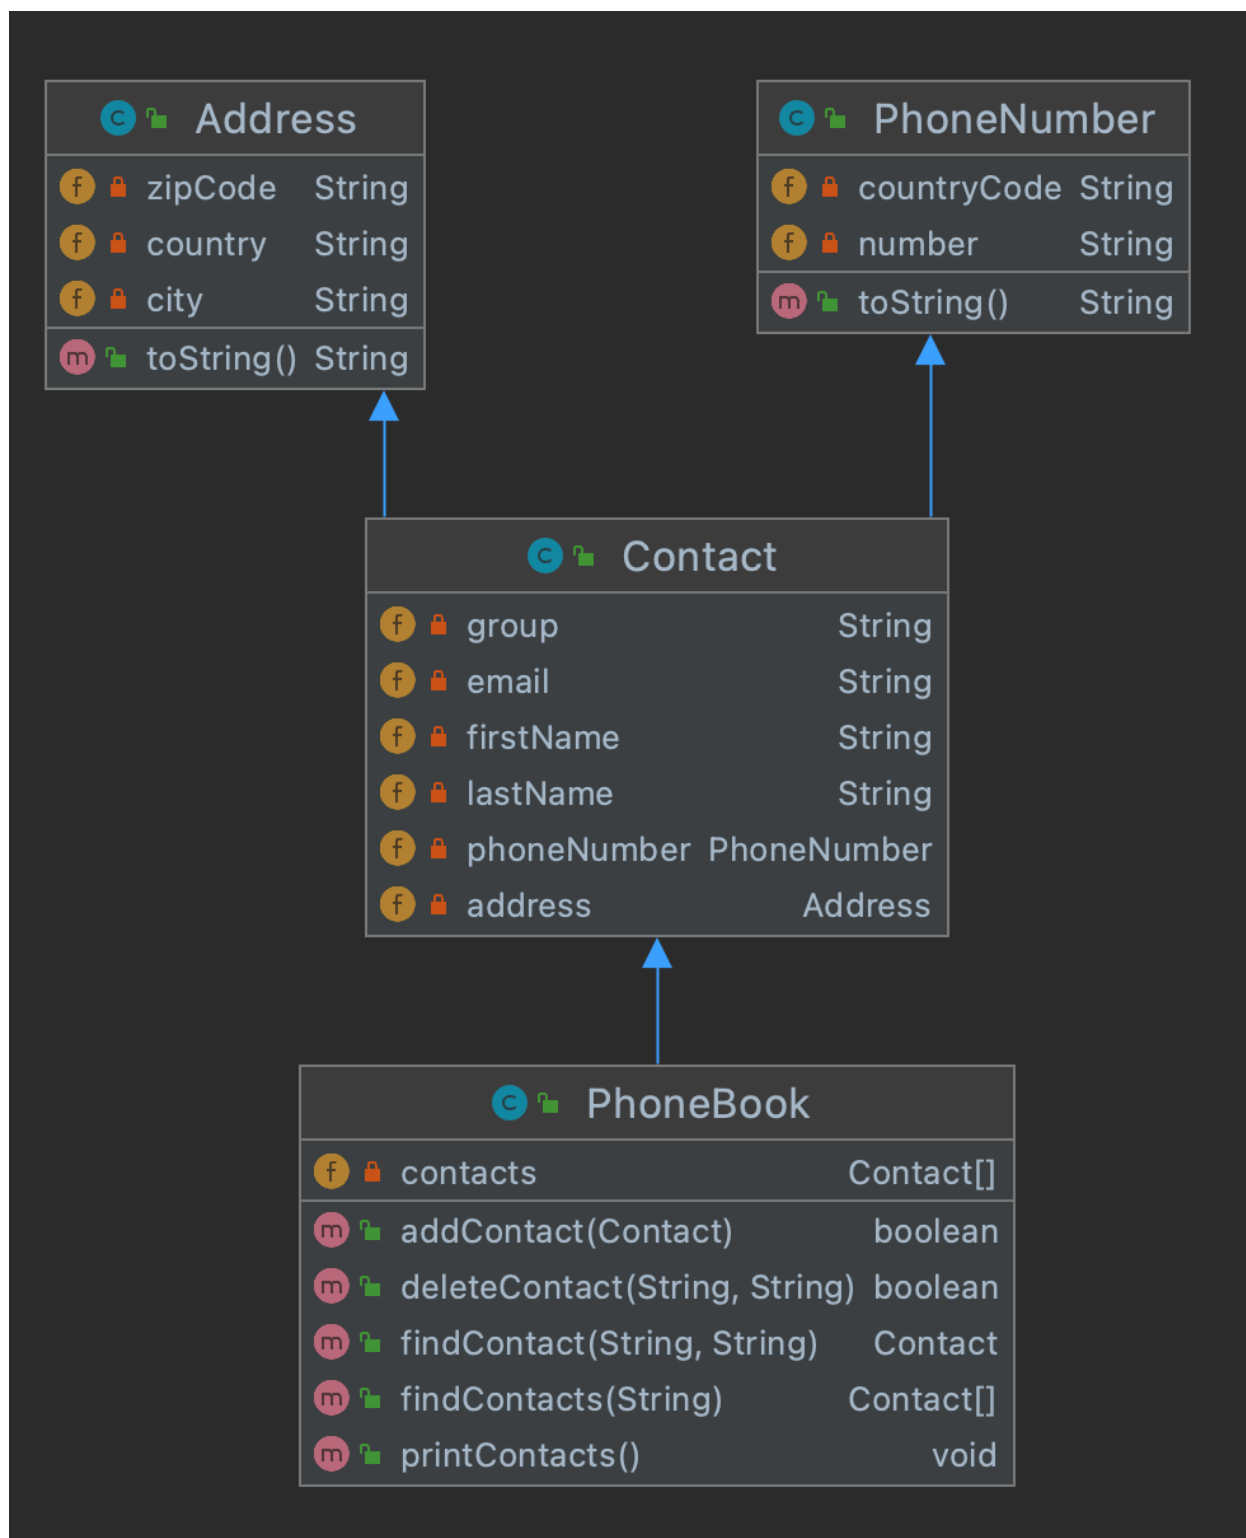 Address
zipCode String
country String
city String
toString() String
PhoneNumber
countryCode String
number String
toString() String
Contact
group String
email String
firstName String
lastName String
phoneNumber PhoneNumber
address Address
PhoneBook
contacts Contact[]
addContact(Contact) boolean
deleteContact(String, String) boolean
findContact(String, String) Contact
findContacts(String) Contact[]
printContacts() void